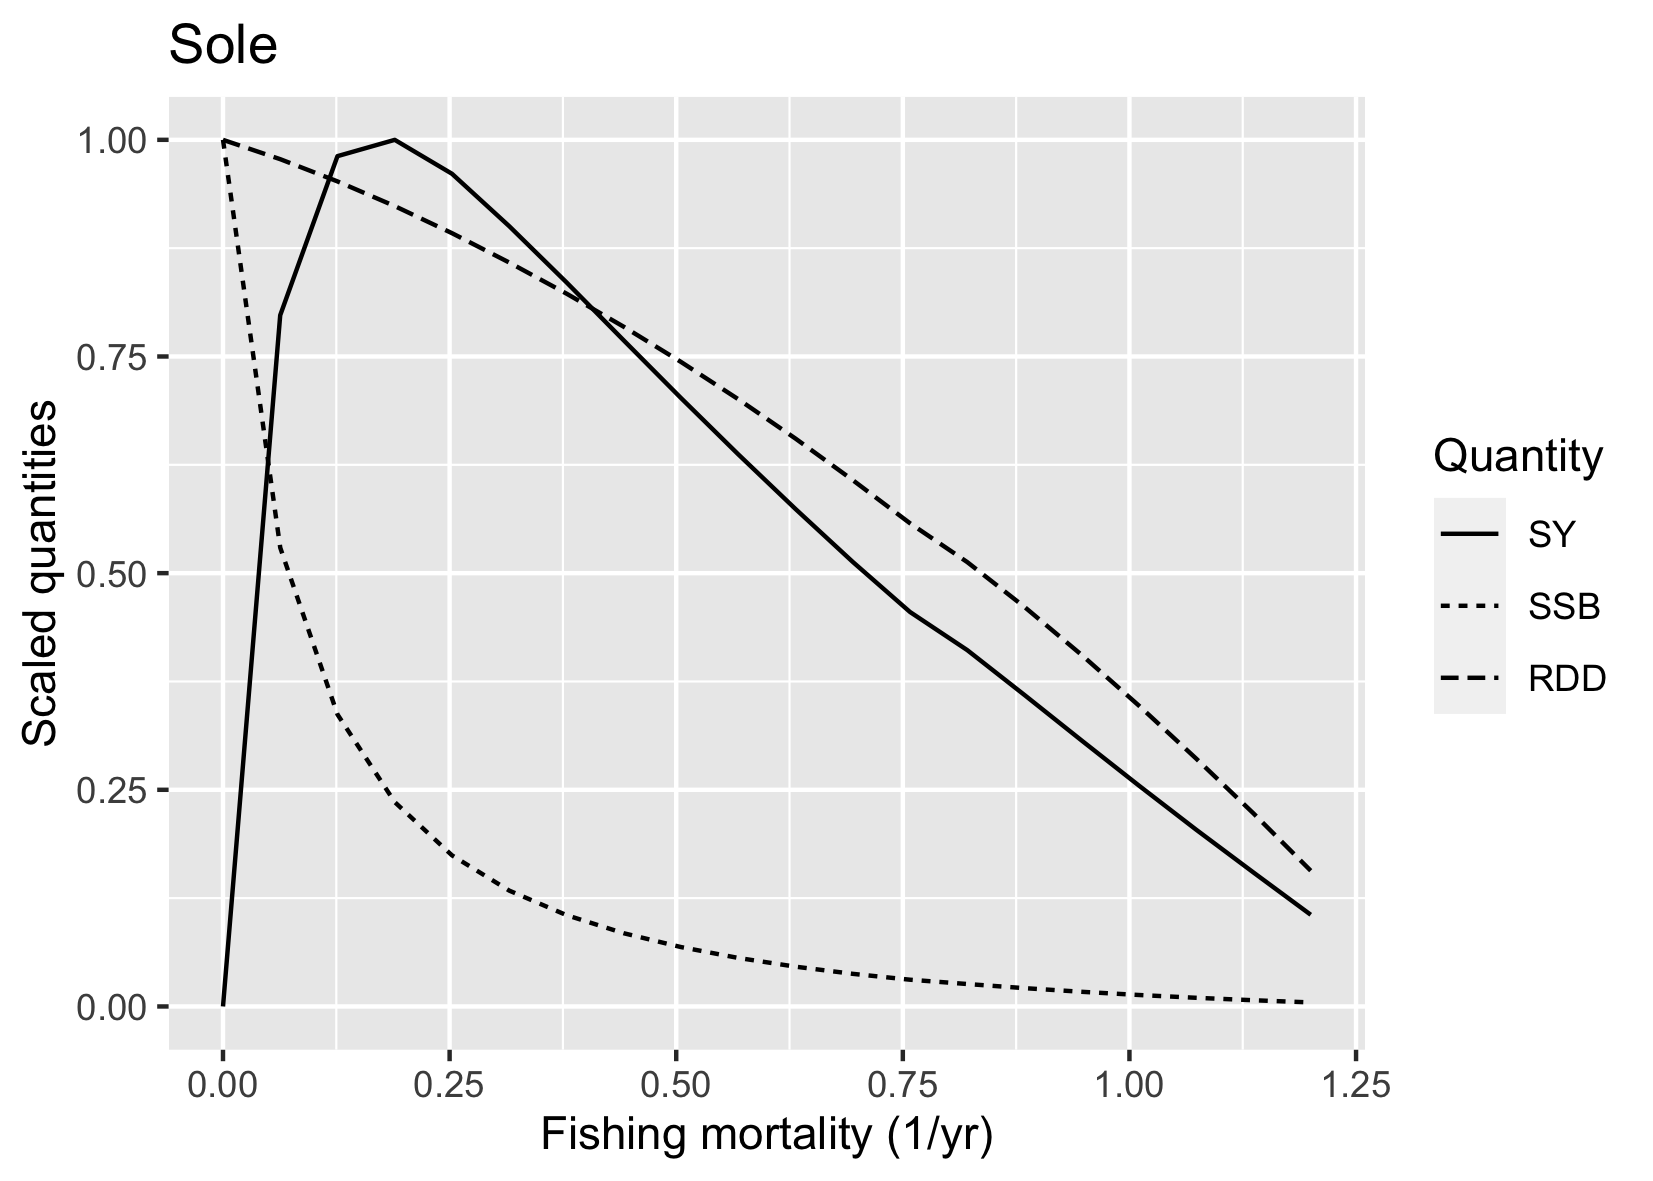 Sole
1.00
0.75
0.50
0.25
0.00
Scaled quantities
0.00 0.25 0.50 0.75 1.00 1.25
Fishing mortality (1/yr)
Quantity
SY
SSB
RDD